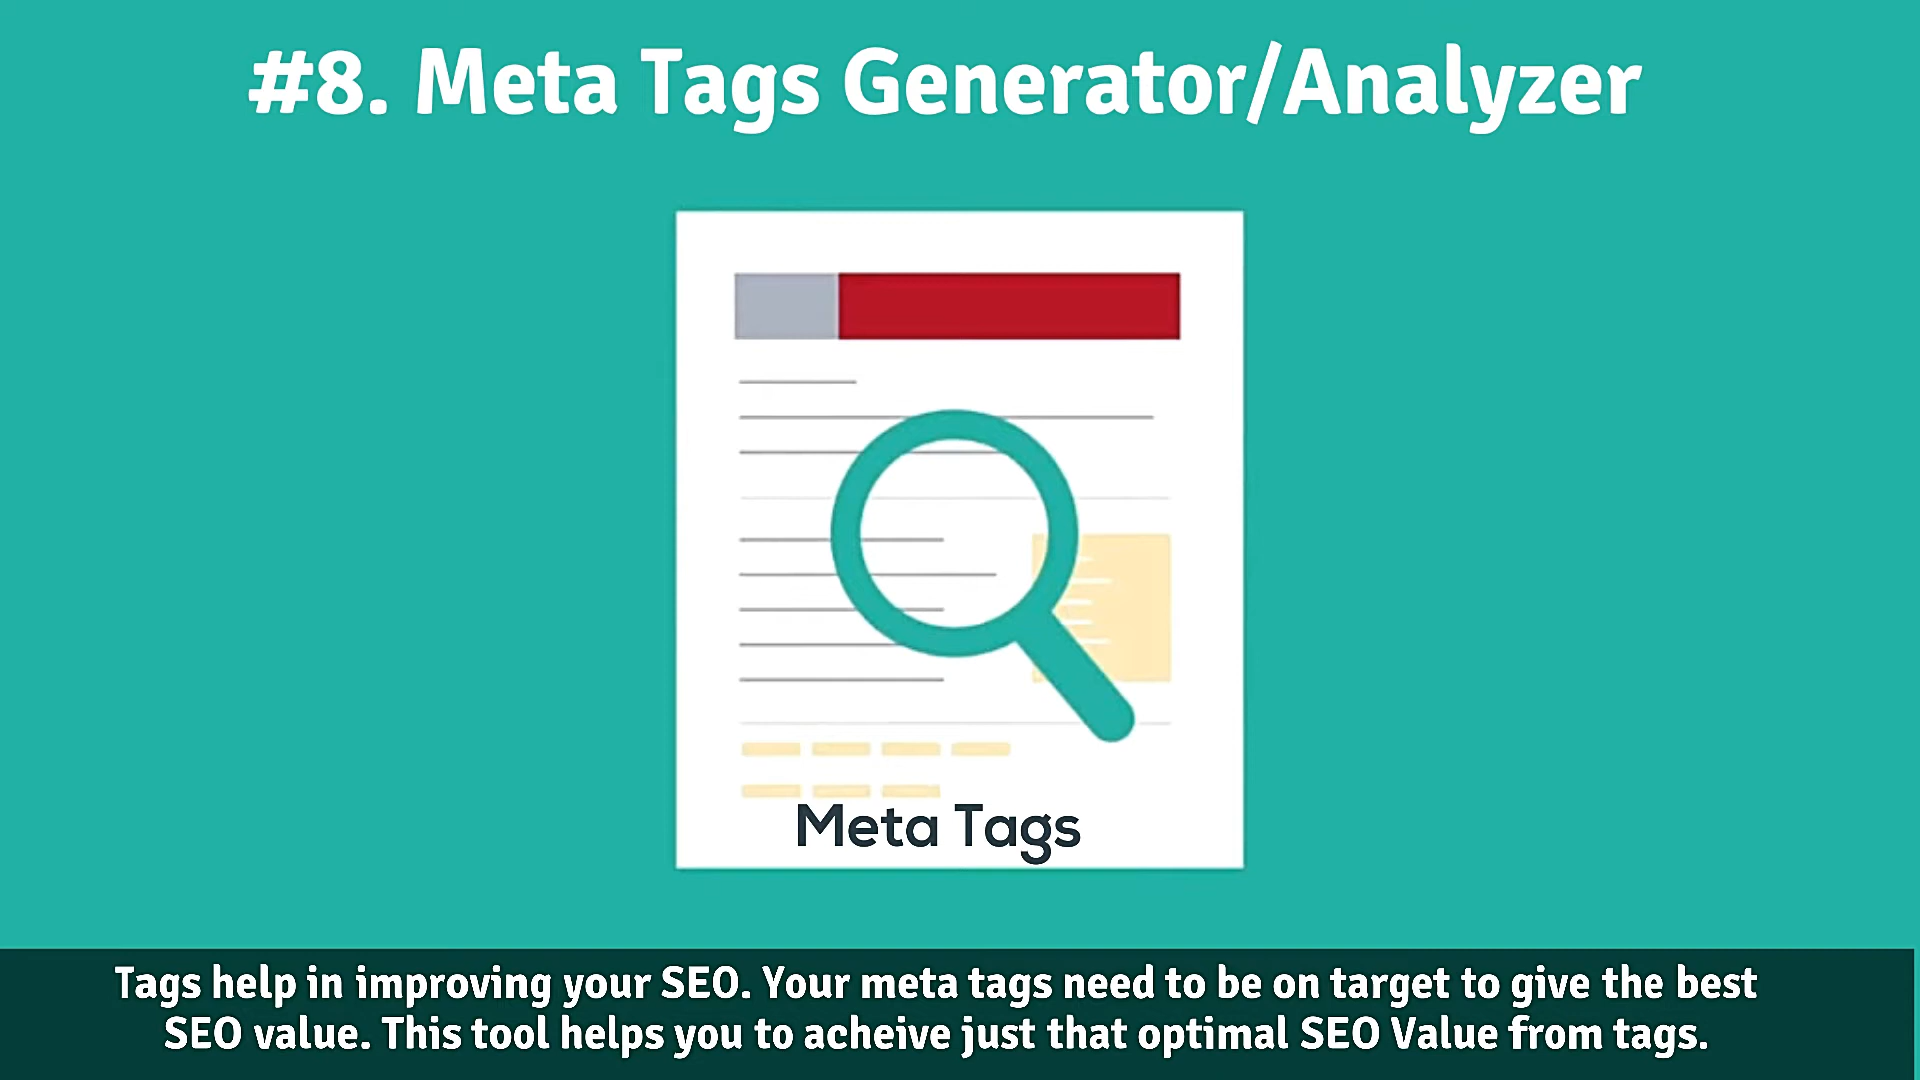 #8. Meta Tags Generator/Analyzer
Meta Tags
Tags help in improving your SEO. Your meta tags need to be on target to give the best
SEO value. This tool helps you to acheive just that optimal SEO Value from tags.